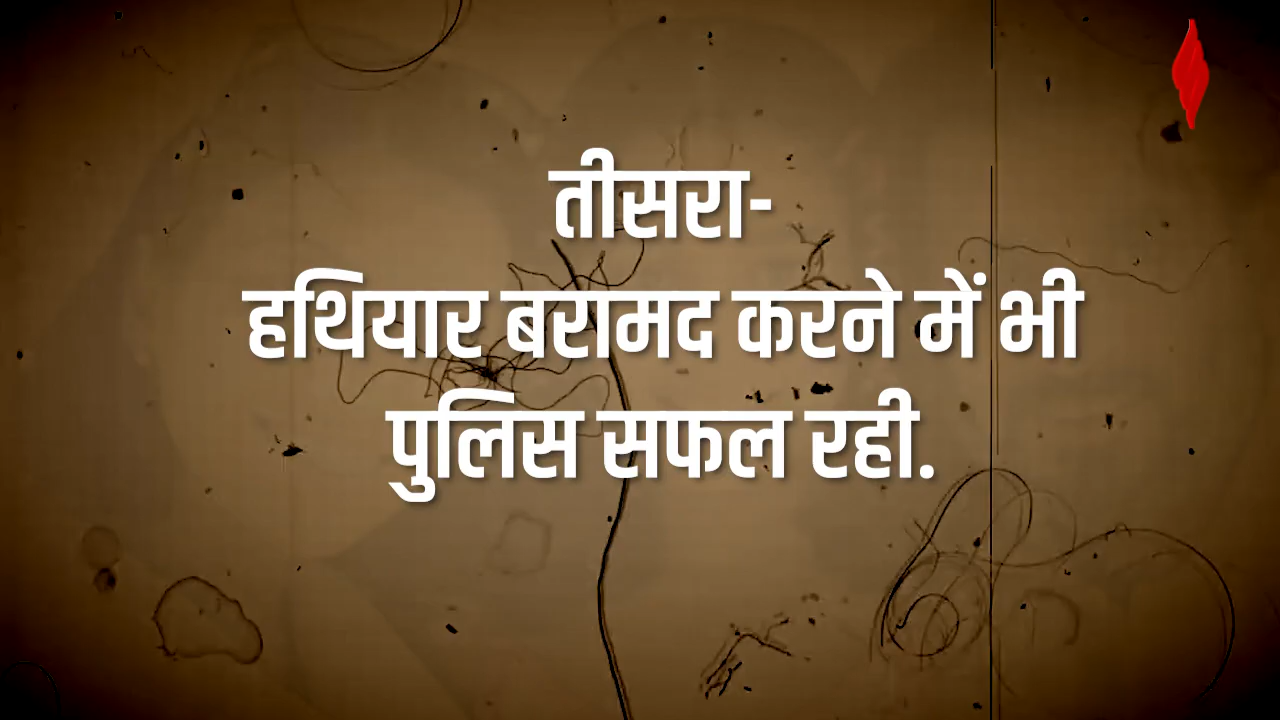 तीसरा-
हथियार बरामद करने में भी
पुलिस सफल रही.